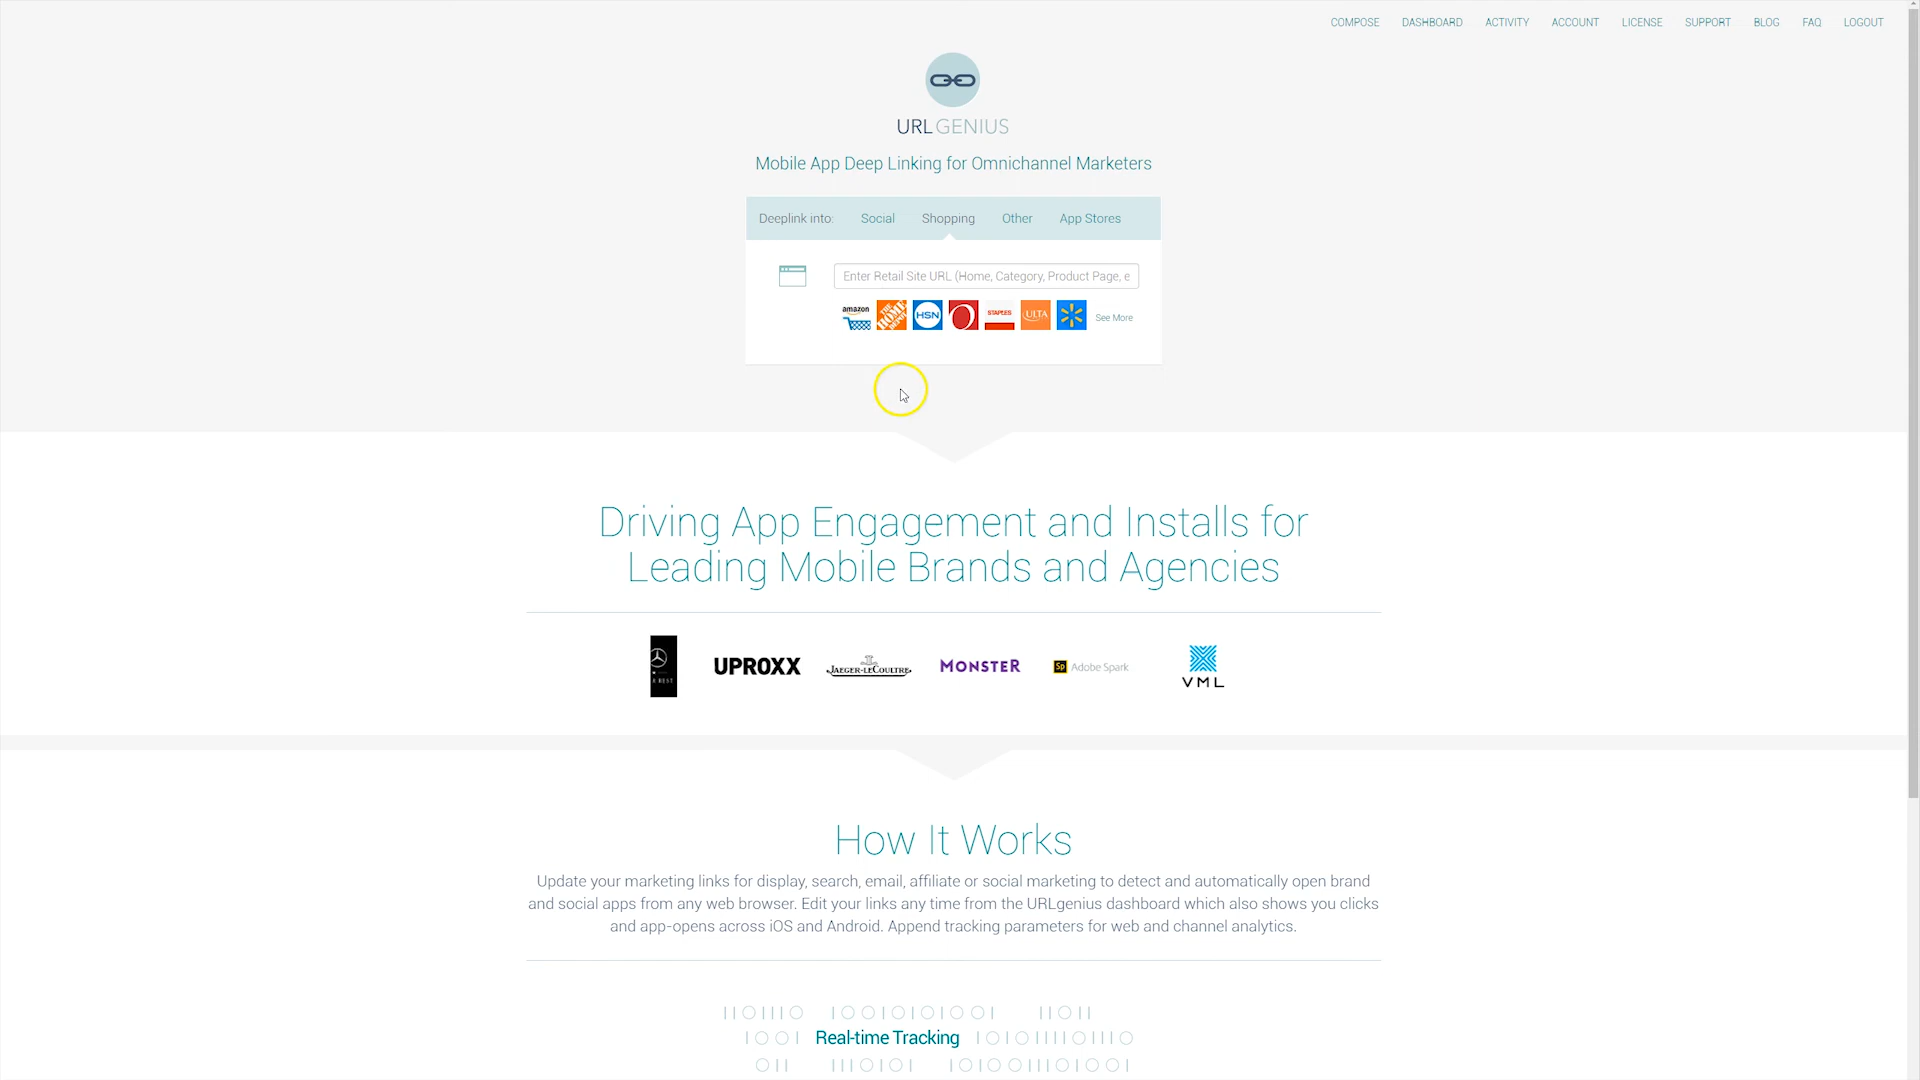 COMPOSE DASHBOARD ACTIVITY ACCOUNT LICENSE SUPPORT BLOG FAQ LOGOUT
URLGENIUS
Mobile App Deep Linking for Omnichannel Marketers
Deeplink into: Social Shopping Other App Stores
Enter Retail Site URL (Home, Category, Product Page, e
amazon THE HOME DEPOT HSN STAPLES ULTA See More
Driving App Engagement and Installs for
Leading Mobile Brands and Agencies
UPROXX JAEGER-LECOULTRE MONSTER Sp Adobe Spark VML
How It Works
Update your marketing links for display, search, email, affiliate or social marketing to detect and automatically open brand
and social apps from any web browser. Edit your links any time from the URLgenius dashboard which also shows you clicks
and app-opens across iOS and Android. Append tracking parameters for web and channel analytics.
Real-time Tracking